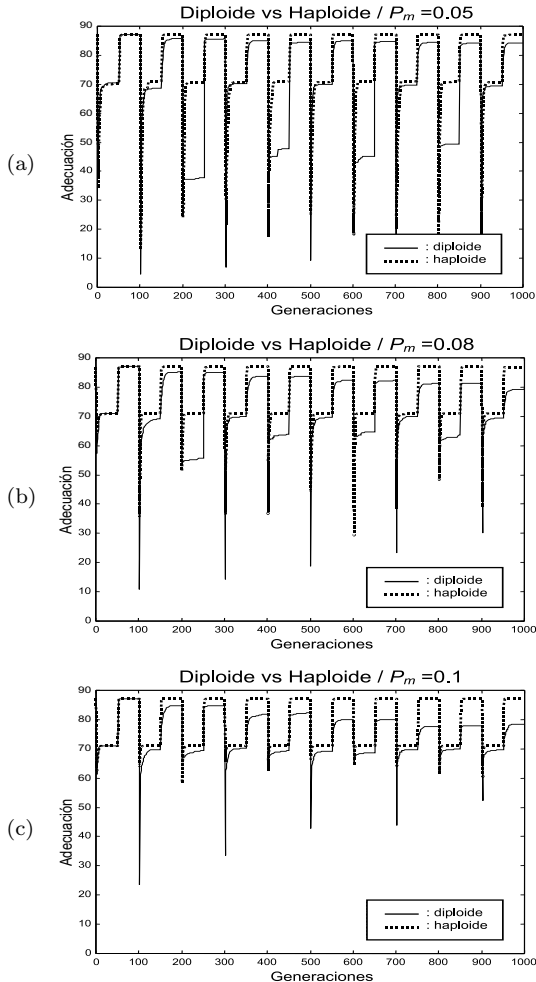 Diploide vs Haploide / Pm =0.05
90
80
70
60
50
40
30
20
10
0
Adecuación
(a)
: diploide
: haploide
0 100 200 300 400 500 600 700 800 900 1000
Generaciones
Diploide vs Haploide / Pm =0.08
90
80
70
60
50
40
30
20
10
0
Adecuación
(b)
: diploide
: haploide
0 100 200 300 400 500 600 700 800 900 1000
Generaciones
Diploide vs Haploide / Pm =0.1
90
80
70
60
50
40
30
20
10
0
Adecuación
(c)
: diploide
: haploide
0 100 200 300 400 500 600 700 800 900 1000
Generaciones